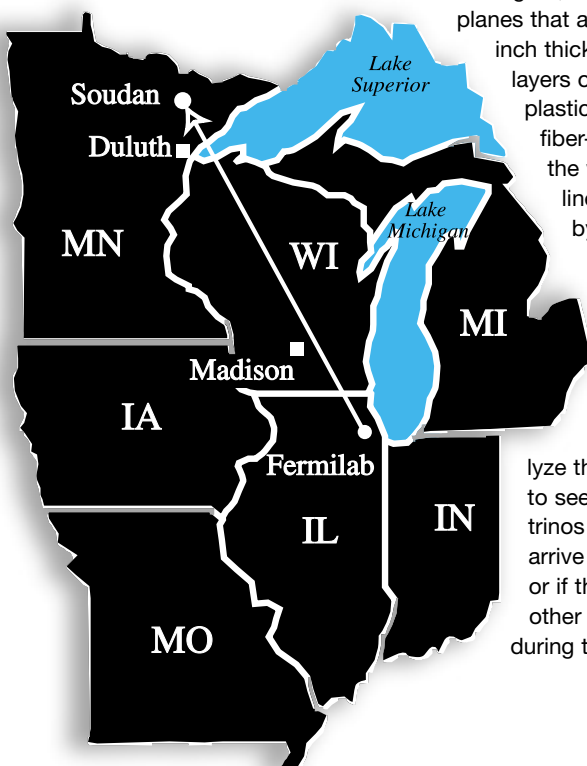 planes that a
inch thick
layers o
plastic
fiber-
the
line
by
Lake
Superior
Soudan
Duluth
Lake
Michigan
MN
WI
MI
Madison
IA
Fermilab
IL
IN
MO
lyze th
to see
trinos
arrive
or if th
other
during t